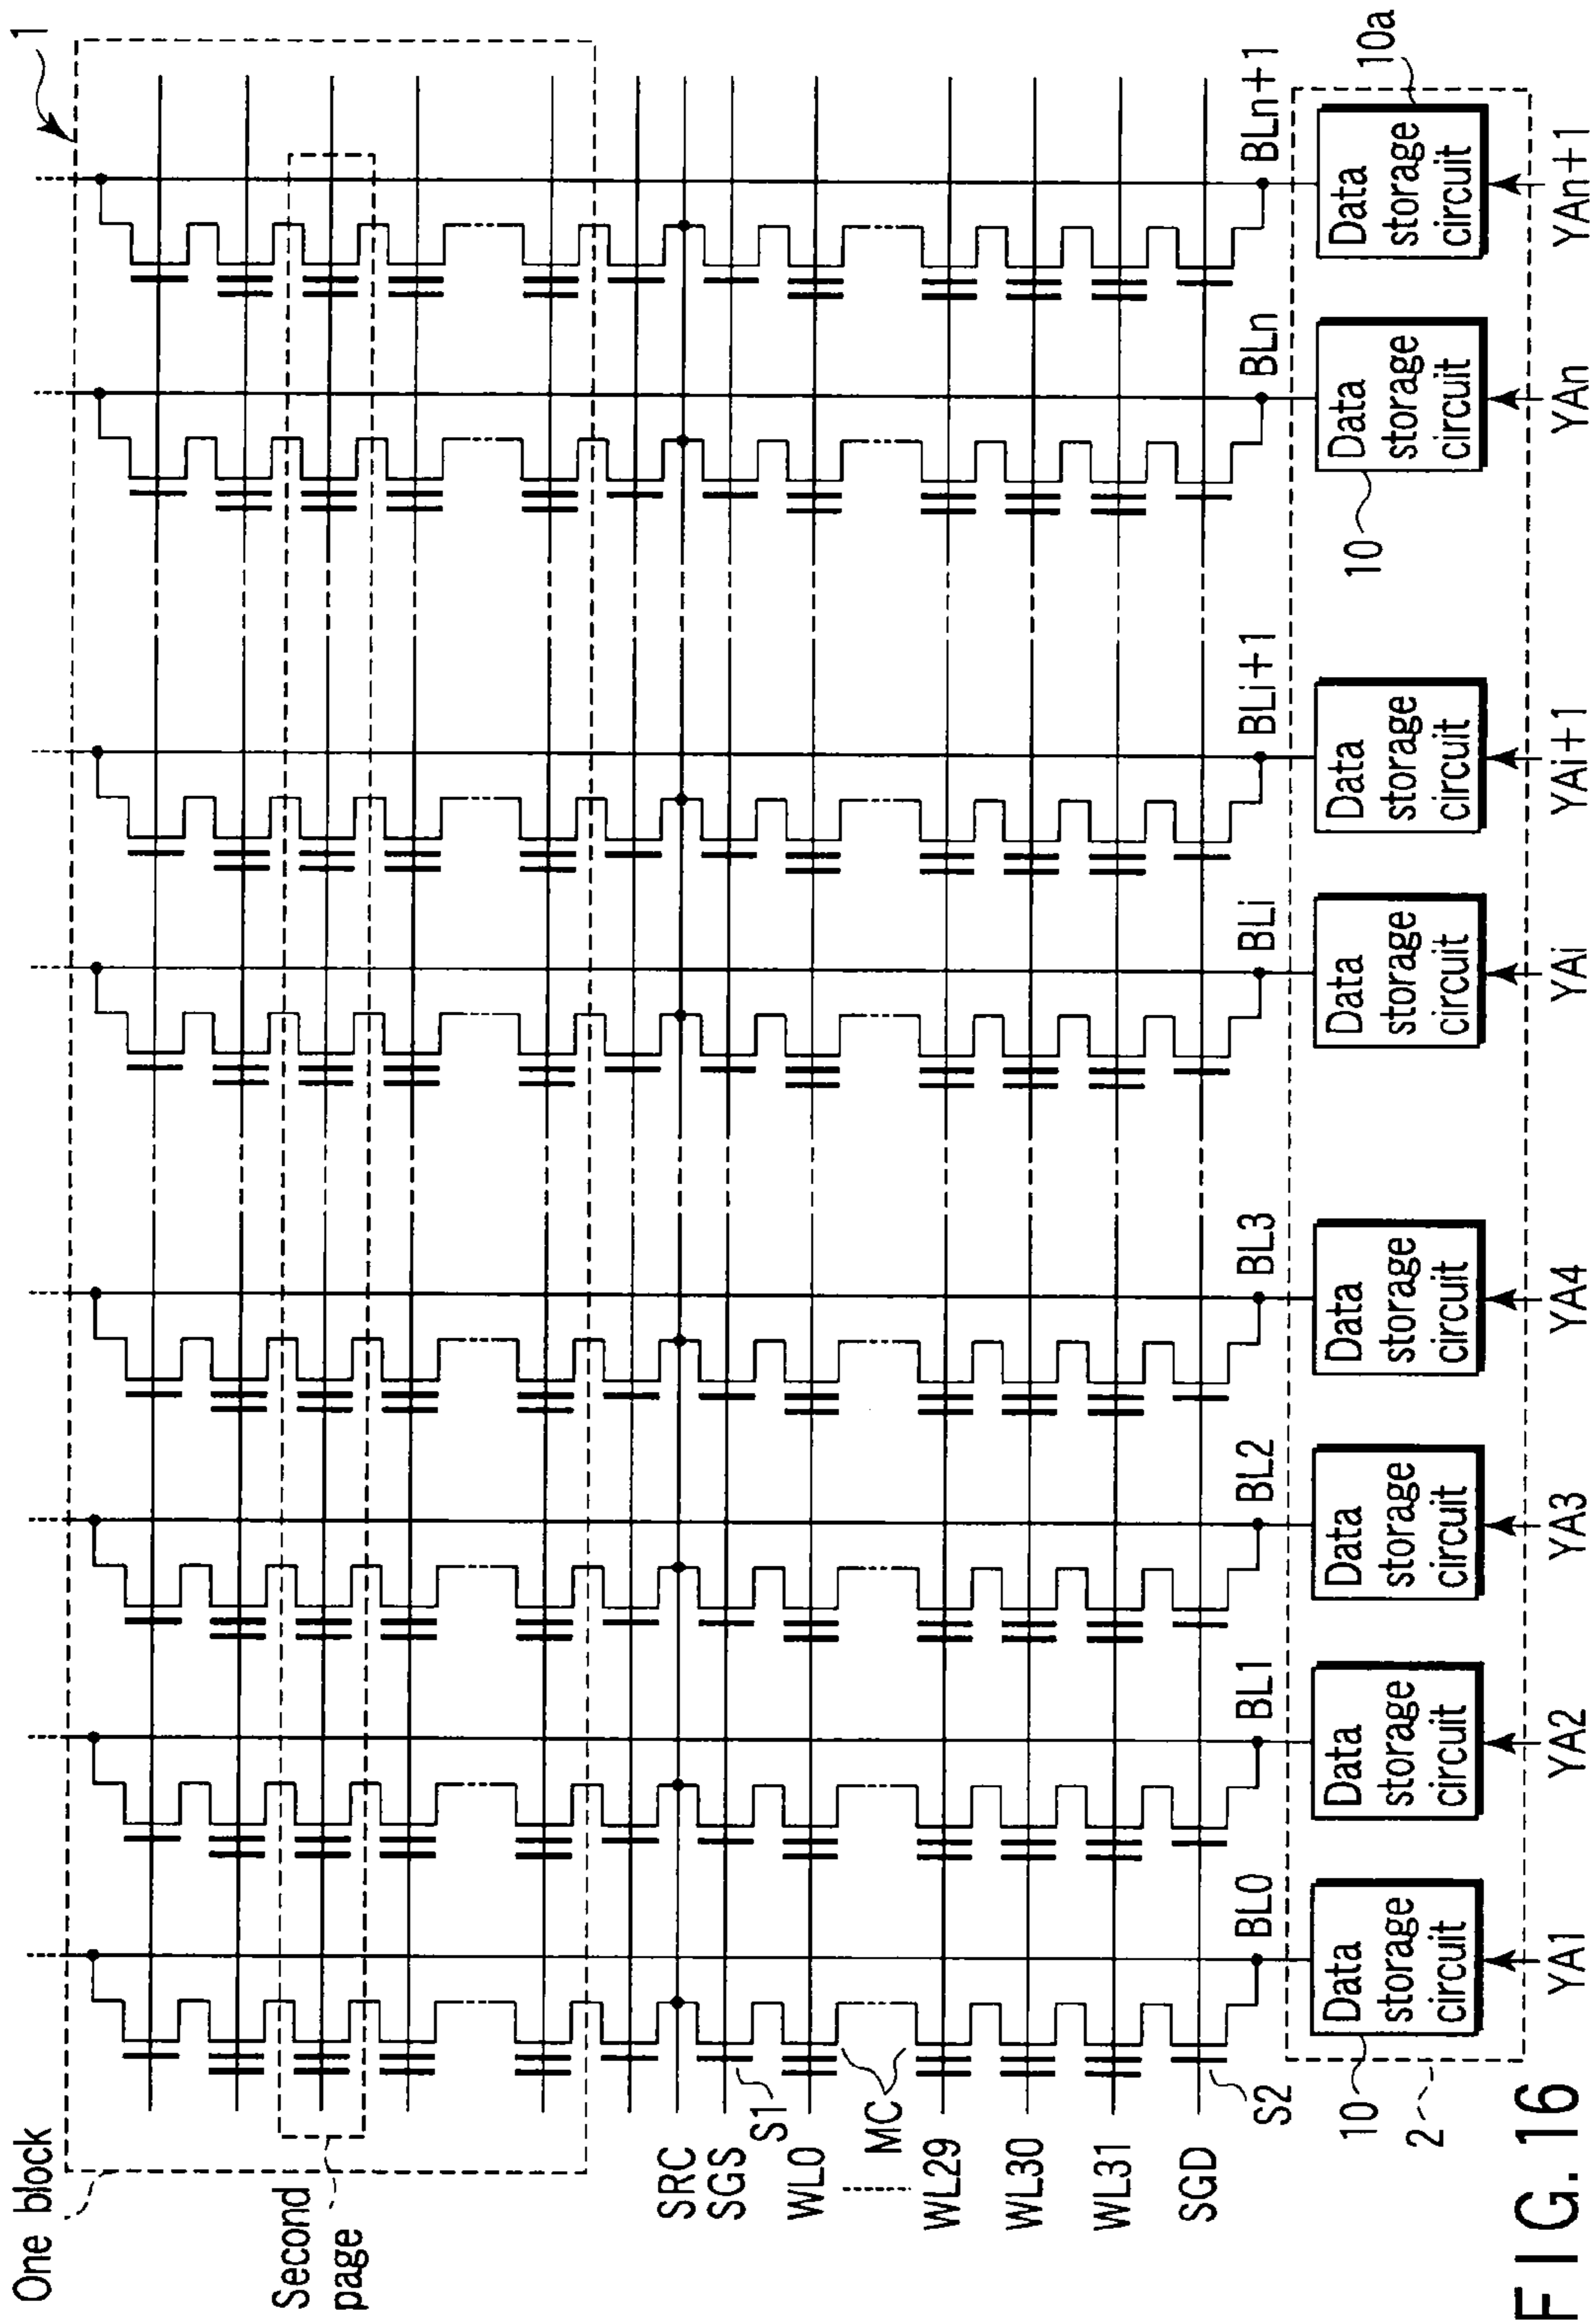 One block
1
Second
page
SRC
SGS
S1
WL0
MC
WL29
WL30
WL31
SGD
S2
BL0
BL1
BL2
BL3
BLi
BLi+1
BLn
BLn+1
10
Data
storage
circuit
Data
storage
circuit
Data
storage
circuit
Data
storage
circuit
Data
storage
circuit
Data
storage
circuit
10
Data
storage
circuit
Data
storage
circuit
10a
2
YA1
YA2
YA3
YA4
YAi
YAi+1
YAn
YAn+1
FIG. 16